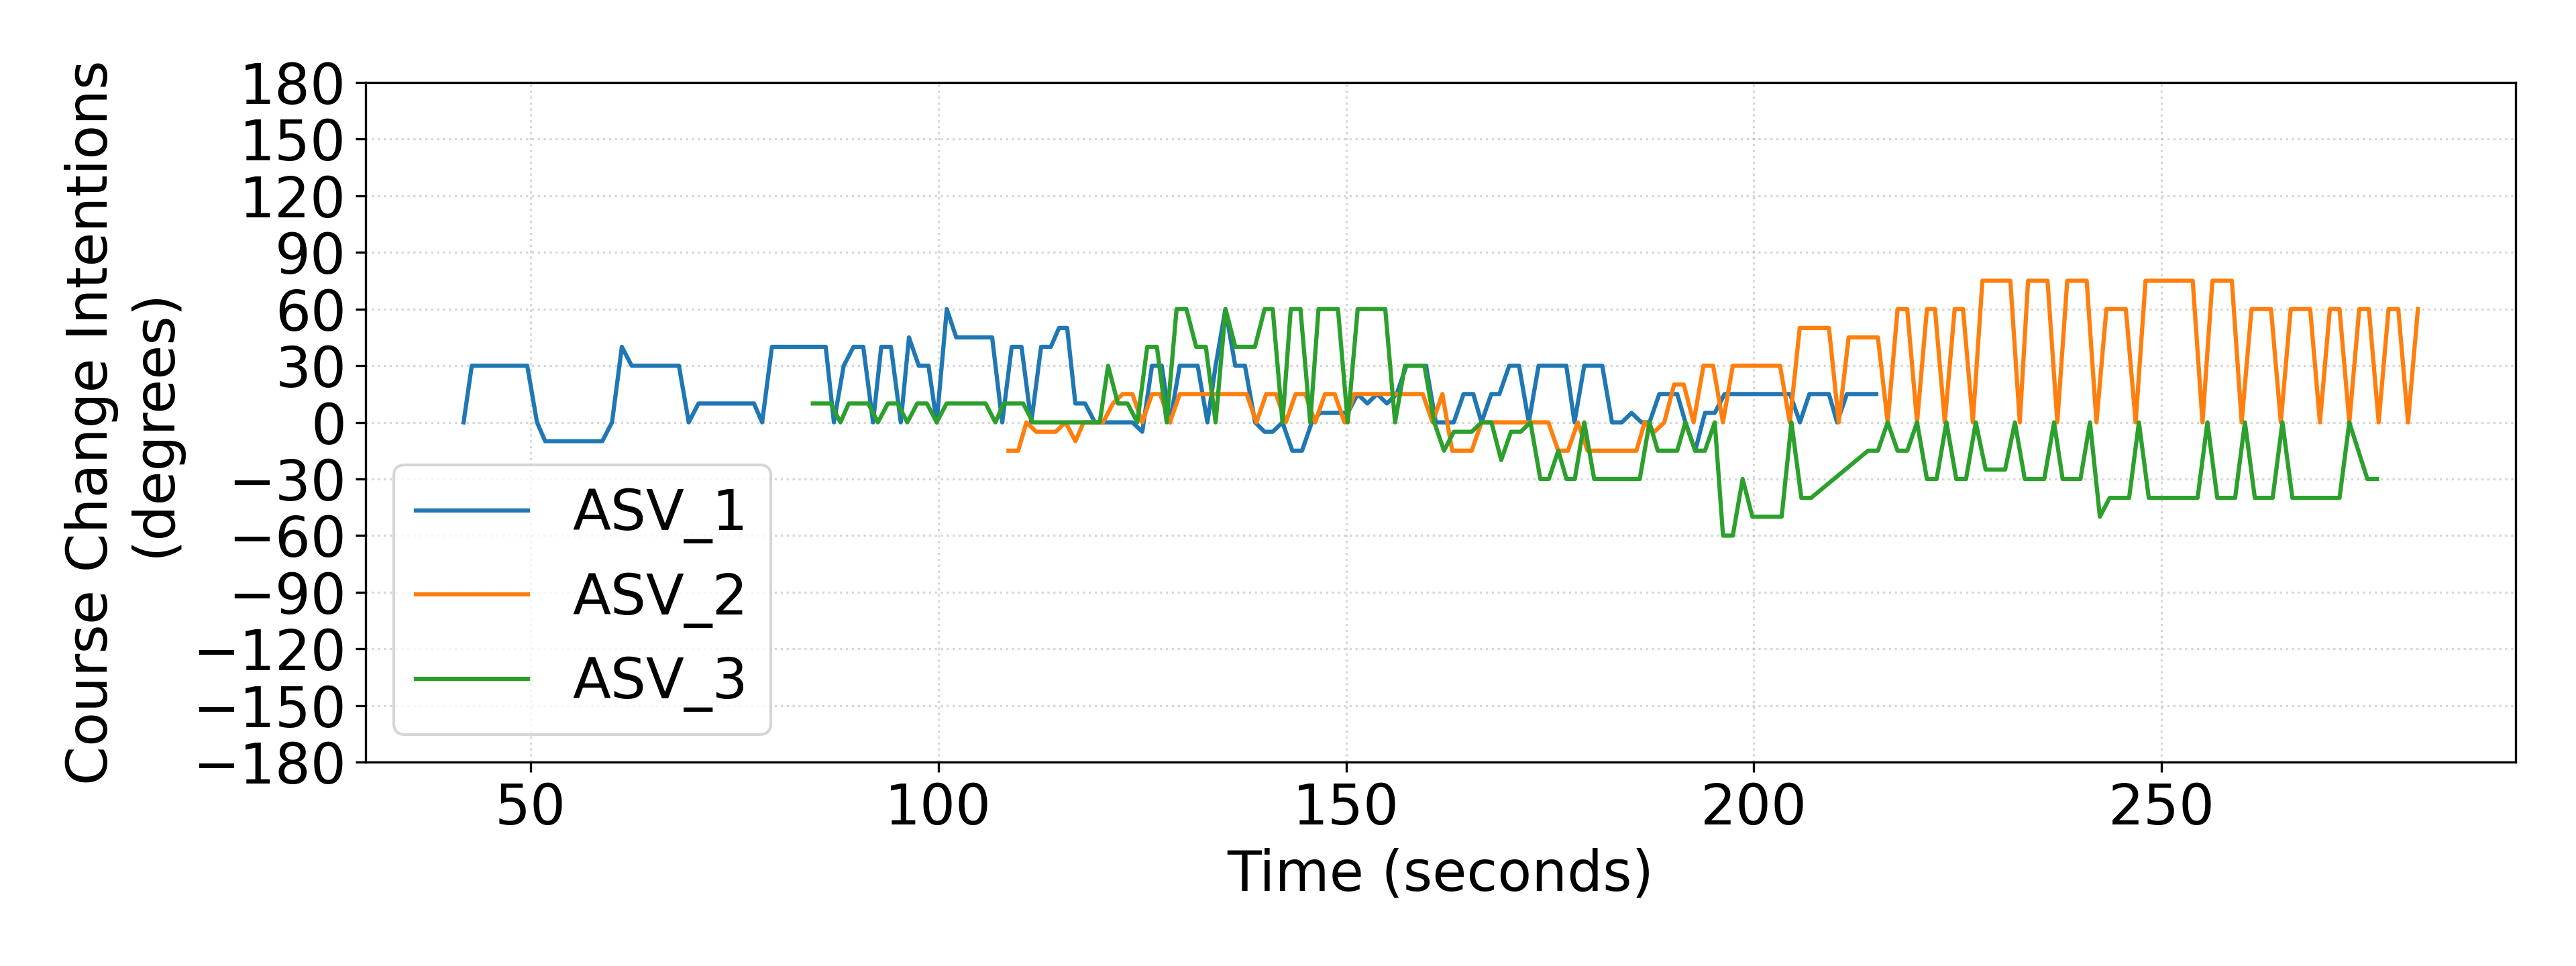 Course Change Intentions
(degrees)
180
150
120
90
60
30
0
−30
−60
−90
−120
−150
−180
ASV_1
ASV_2
ASV_3
50 100 150 200 250
Time (seconds)